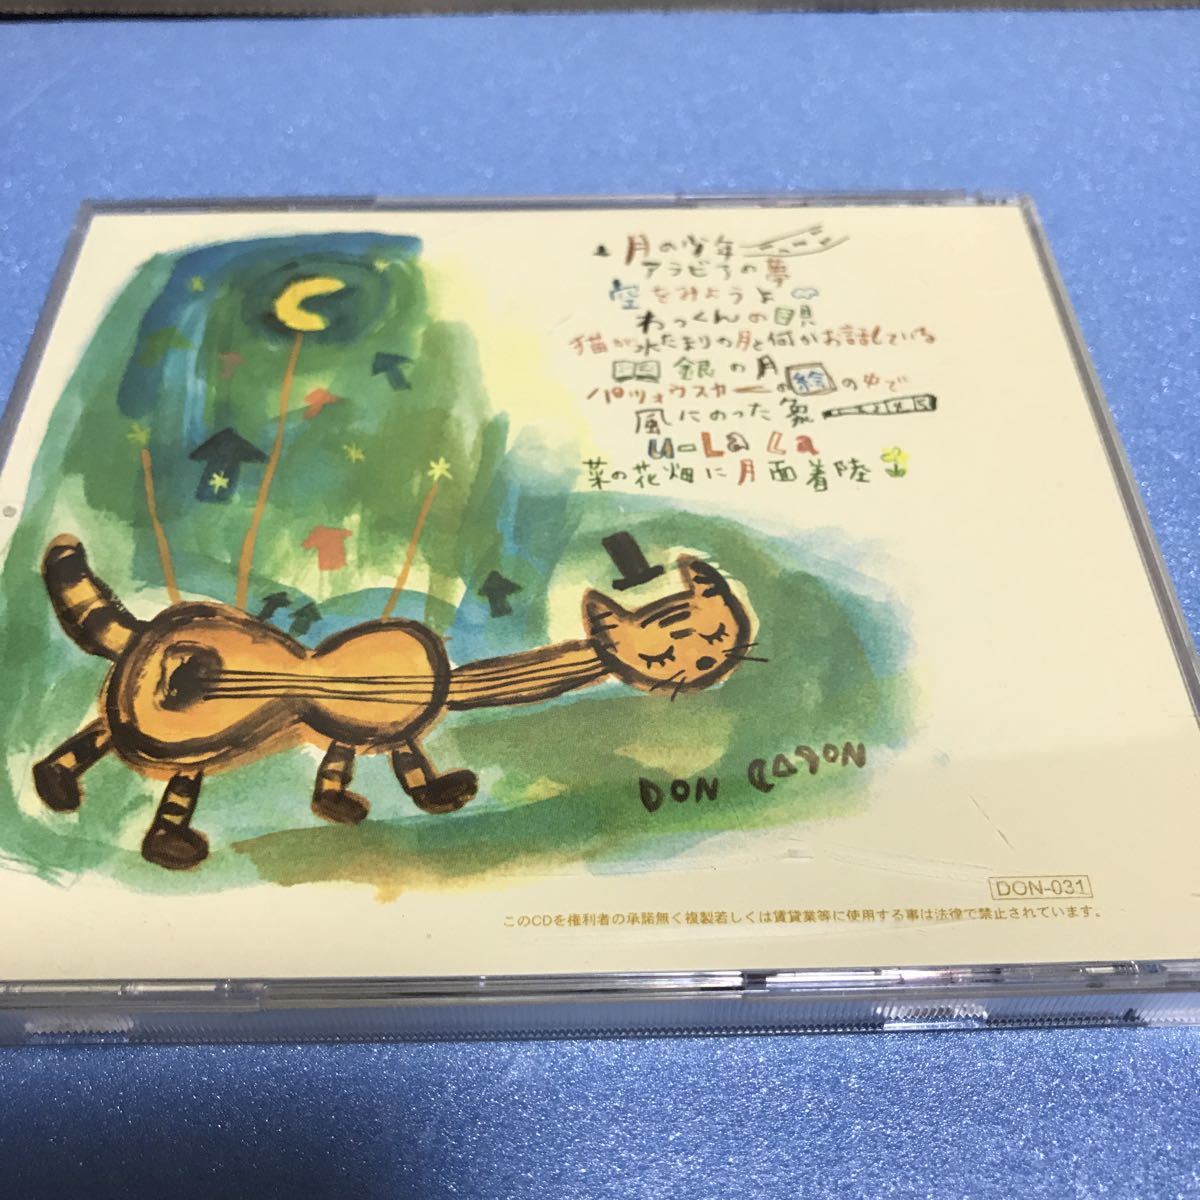 月の少年
アラビアの夢
空をみようよ
わっくんの唄
猫が水たまりの月と何かお話している
銀の月
パウツォウスカーの絵の中で
風にのった象
u-La La
菜の花畑に月面着陸
DON CAJON
DON-031
このCDを権利者の承諾無く複製若しくは賃貸業等に使用する事は法律で禁止されています。